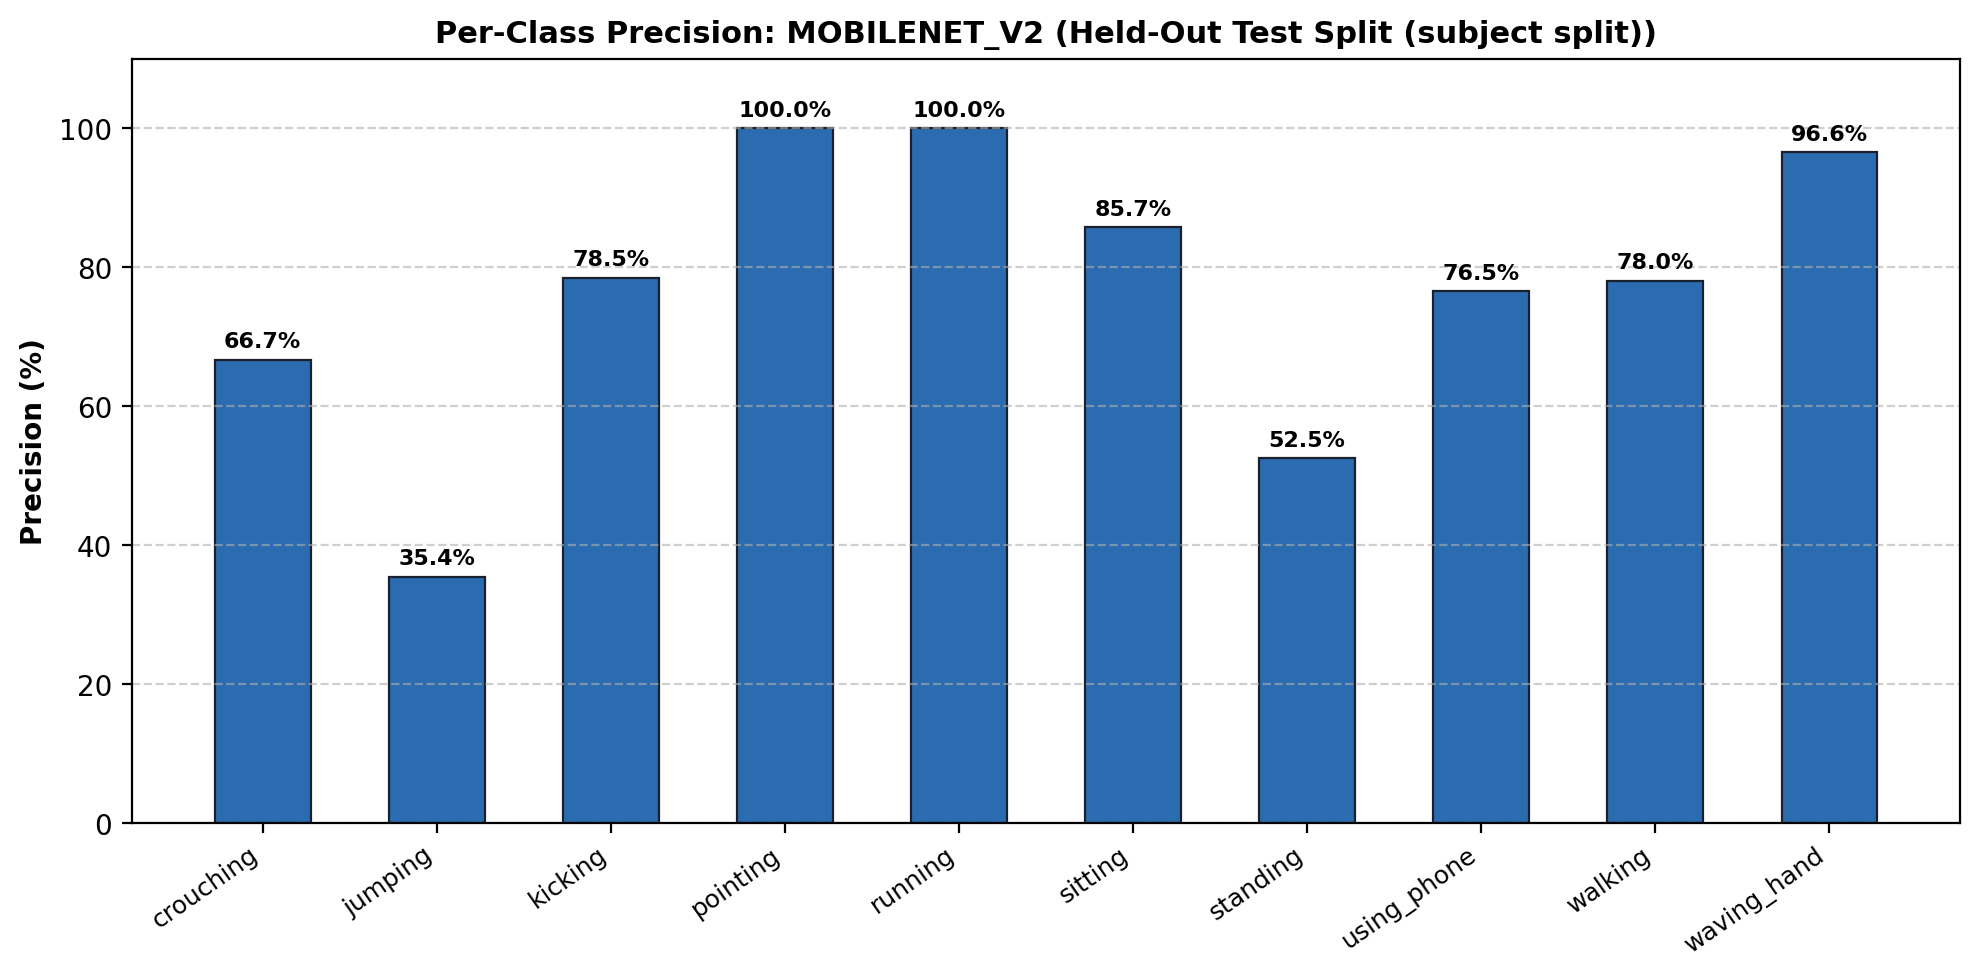 Per-Class Precision: MOBILENET_V2 (Held-Out Test Split (subject split))
Precision (%)
100
80
60
40
20
0
66.7%
35.4%
78.5%
100.0%
100.0%
85.7%
52.5%
76.5%
78.0%
96.6%
crouching
jumping
kicking
pointing
running
sitting
standing
using_phone
walking
waving_hand